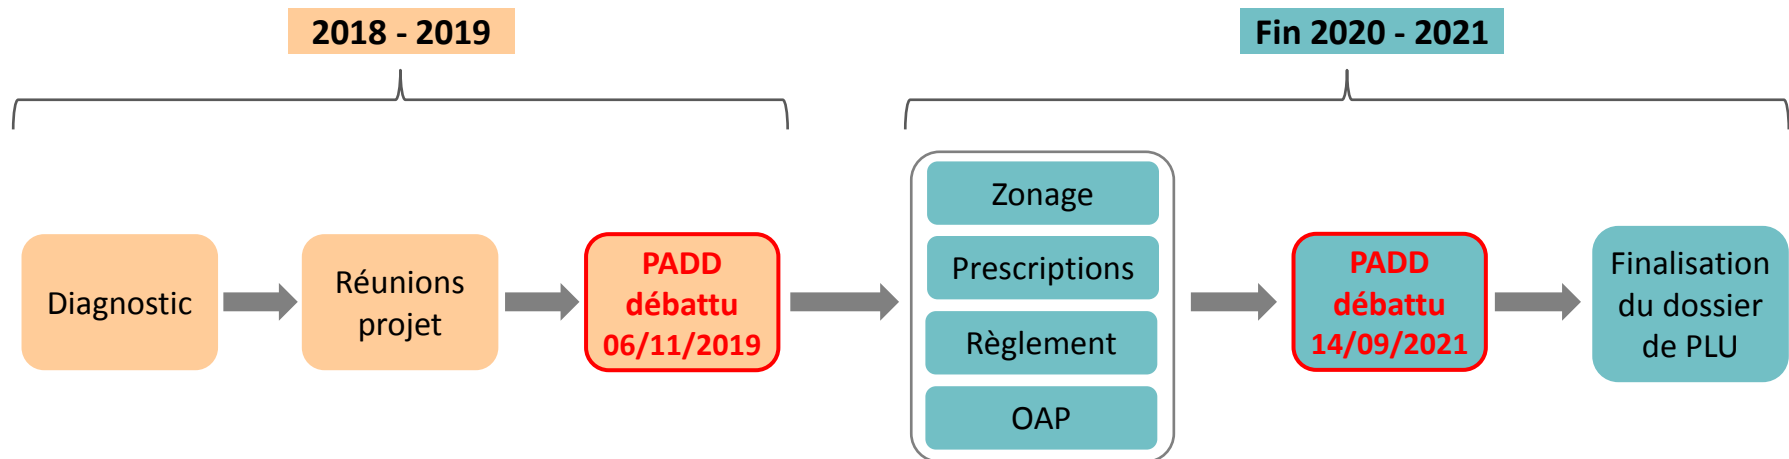 2018 - 2019
Fin 2020 - 2021
Diagnostic
Réunions
projet
PADD
débattu
06/11/2019
Zonage
Prescriptions
Règlement
OAP
PADD
débattu
14/09/2021
Finalisation
du dossier
de PLU